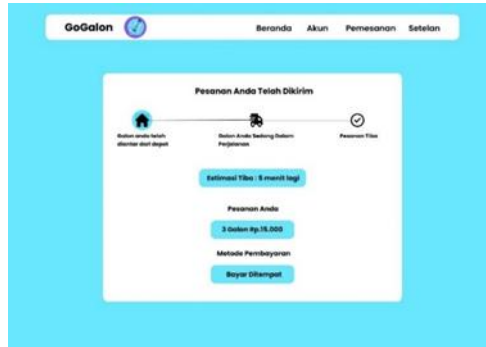 GoGalon
Beranda Akun Pemesanan Setelan
Pesanan Anda Telah Dikirim
Galon anda telah
diantar dari depot
Galon Anda Sedang Dalam
Perjalanan
Pesanan Tiba
Estimasi Tiba : 5 menit lagi
Pesanan Anda
3 Galon Rp.15.000
Metode Pembayaran
Bayar Ditempat